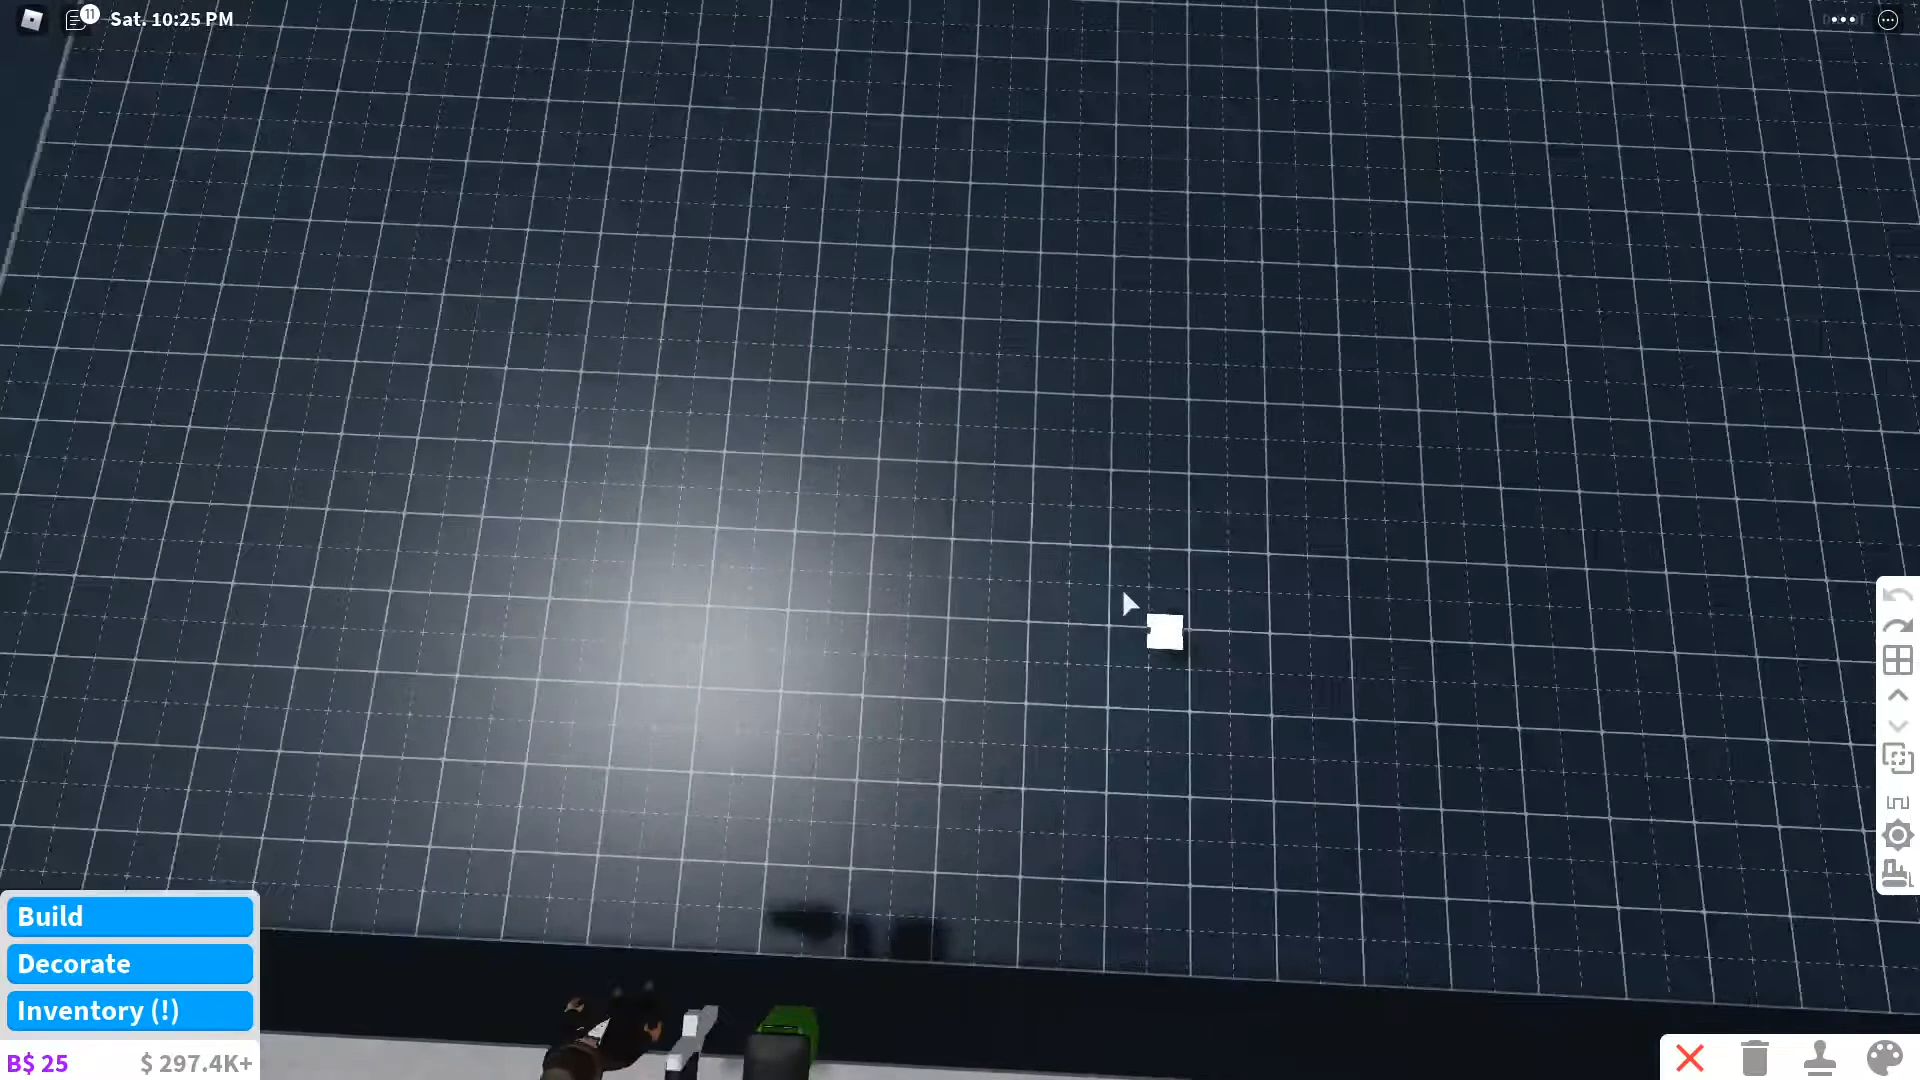 11
Sat. 10:25 PM
Build
Decorate
Inventory (!)
B$ 25
$ 297.4K+